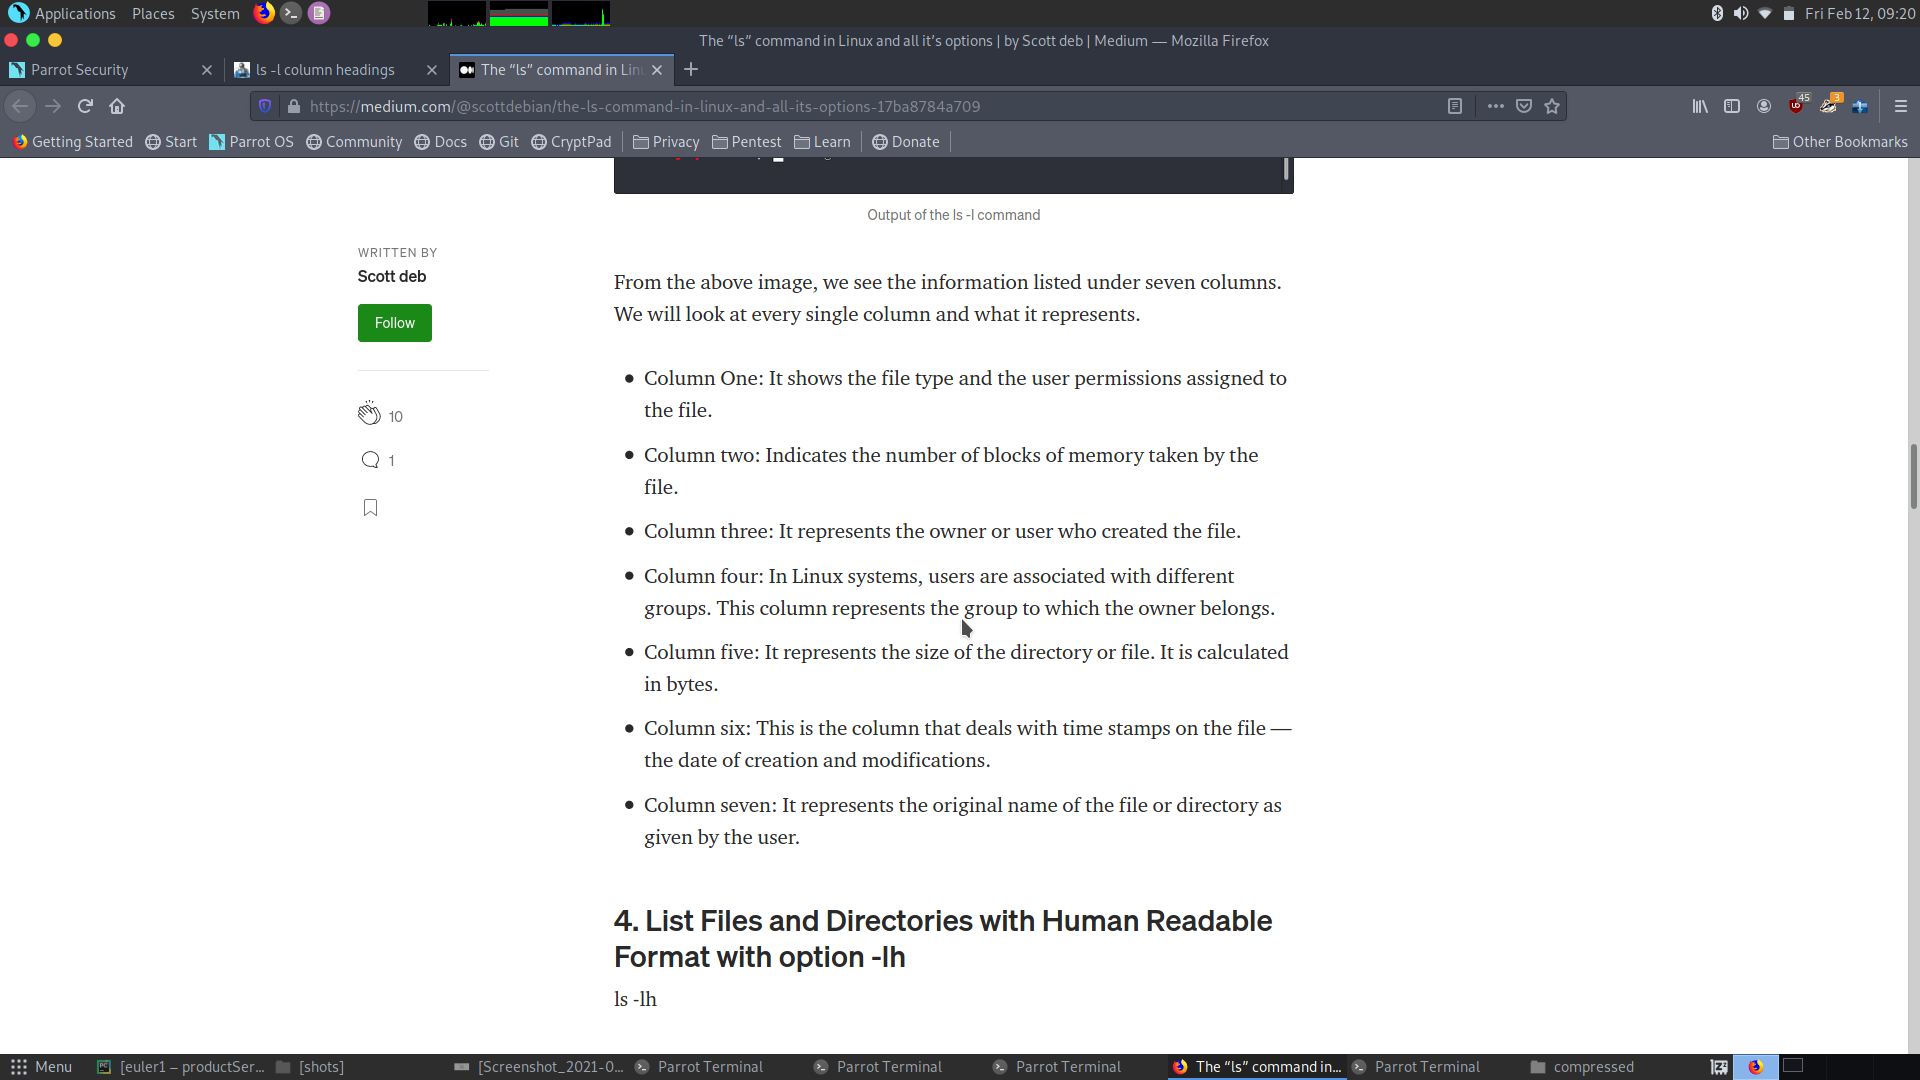 Applications Places System
Fri Feb 12, 09:20
The “ls” command in Linux and all it’s options | by Scott deb | Medium — Mozilla Firefox
Parrot Security
ls -l column headings
The “ls” command in Lin
https://medium.com/@scottdebian/the-ls-command-in-linux-and-all-its-options-17ba8784a709
45
3
Getting Started Start Parrot OS Community Docs Git CryptPad Privacy Pentest Learn Donate Other Bookmarks
Output of the ls -l command
WRITTEN BY
Scott deb
Follow
10
1
From the above image, we see the information listed under seven columns.
We will look at every single column and what it represents.
Column One: It shows the file type and the user permissions assigned to
the file.
Column two: Indicates the number of blocks of memory taken by the
file.
Column three: It represents the owner or user who created the file.
Column four: In Linux systems, users are associated with different
groups. This column represents the group to which the owner belongs.
Column five: It represents the size of the directory or file. It is calculated
in bytes.
Column six: This is the column that deals with time stamps on the file —
the date of creation and modifications.
Column seven: It represents the original name of the file or directory as
given by the user.
4. List Files and Directories with Human Readable
Format with option -lh
ls -lh
Menu [euler1 – productSer... [shots] [Screenshot_2021-0... Parrot Terminal Parrot Terminal Parrot Terminal The “ls” command in... Parrot Terminal compressed